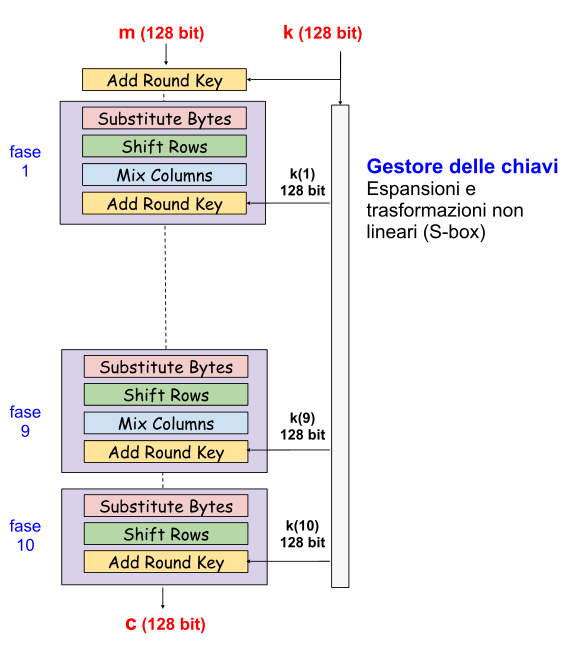 m (128 bit)
k (128 bit)
Add Round Key
fase
1
Substitute Bytes
Shift Rows
Mix Columns
Add Round Key
k(1)
128 bit
Gestore delle chiavi
Espansioni e
trasformazioni non
lineari (S-box)
fase
9
Substitute Bytes
Shift Rows
Mix Columns
Add Round Key
k(9)
128 bit
fase
10
Substitute Bytes
Shift Rows
Add Round Key
k(10)
128 bit
c (128 bit)